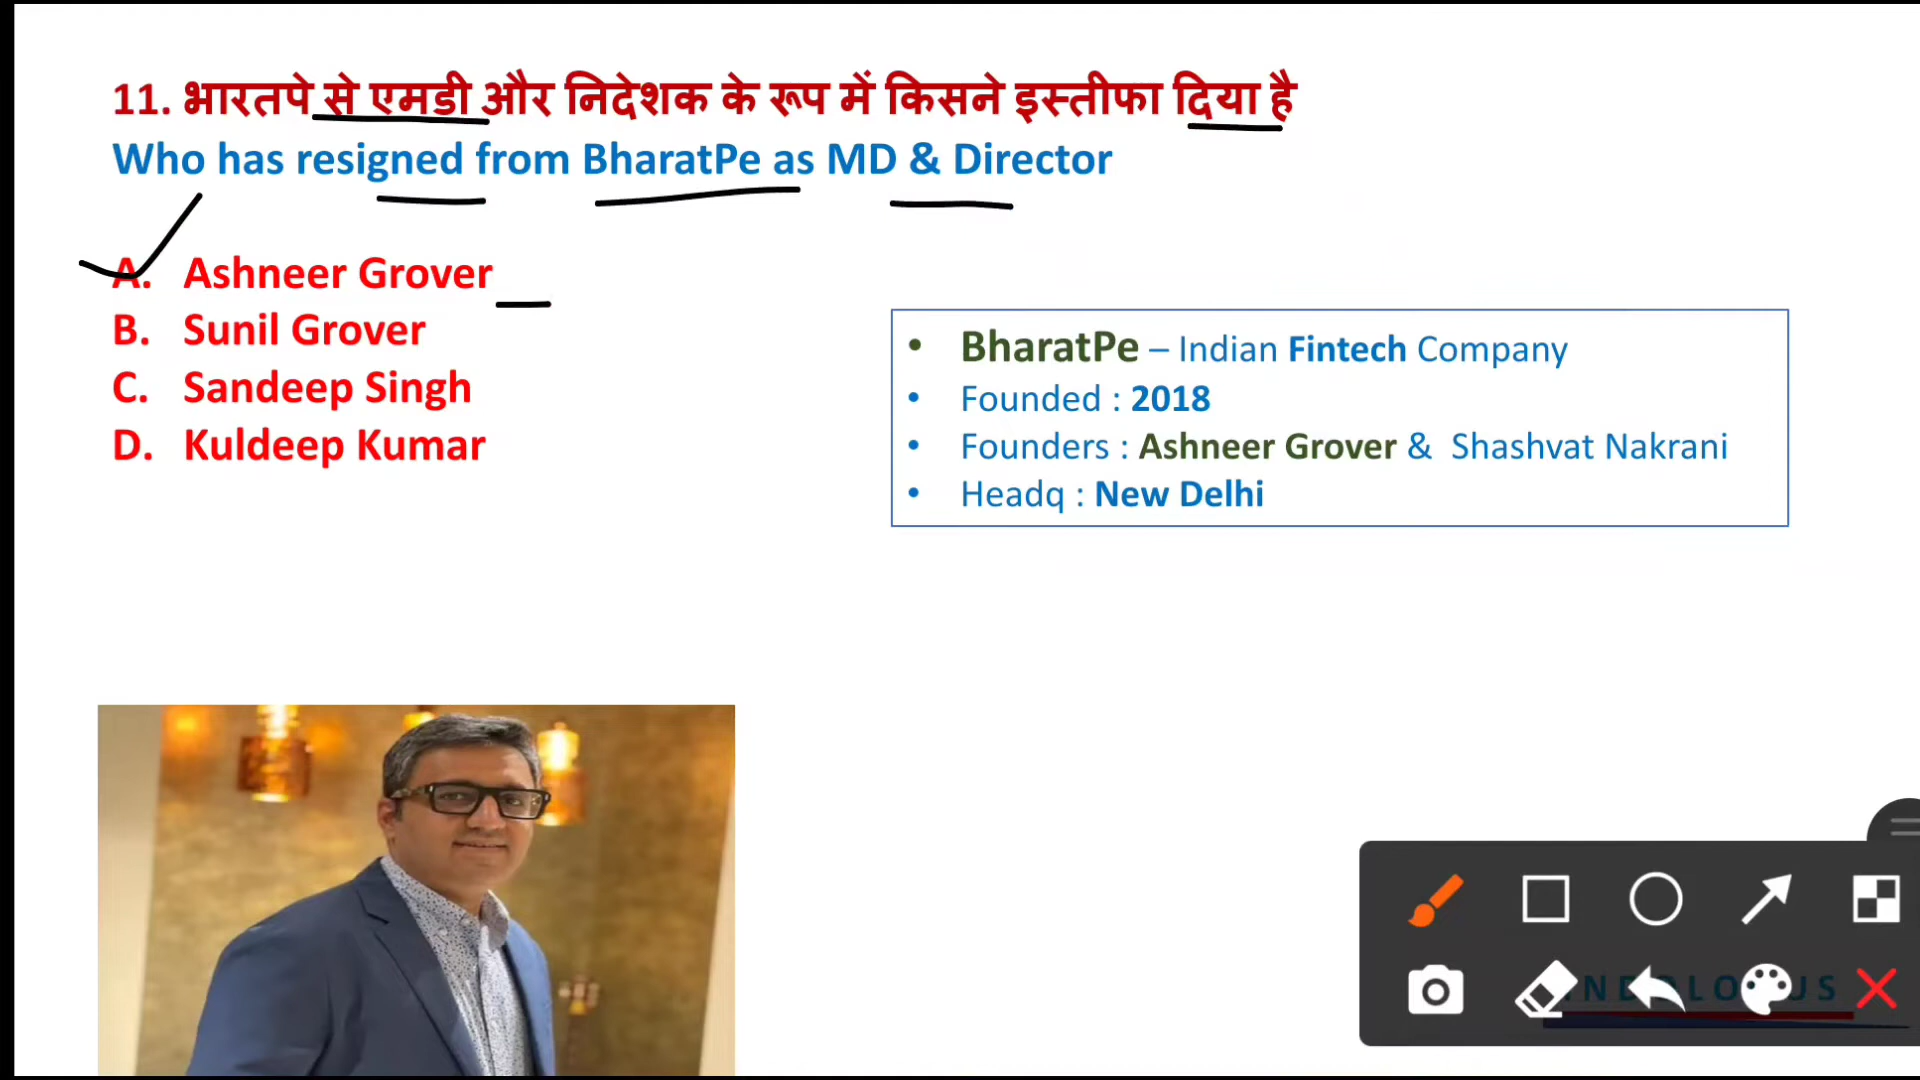 11. भारतपे से एमडी और निदेशक के रूप में किसने इस्तीफा दिया है
Who has resigned from BharatPe as MD & Director
A. Ashneer Grover
B. Sunil Grover
C. Sandeep Singh
D. Kuldeep Kumar
• BharatPe – Indian Fintech Company
• Founded : 2018
• Founders : Ashneer Grover & Shashvat Nakrani
• Headq : New Delhi